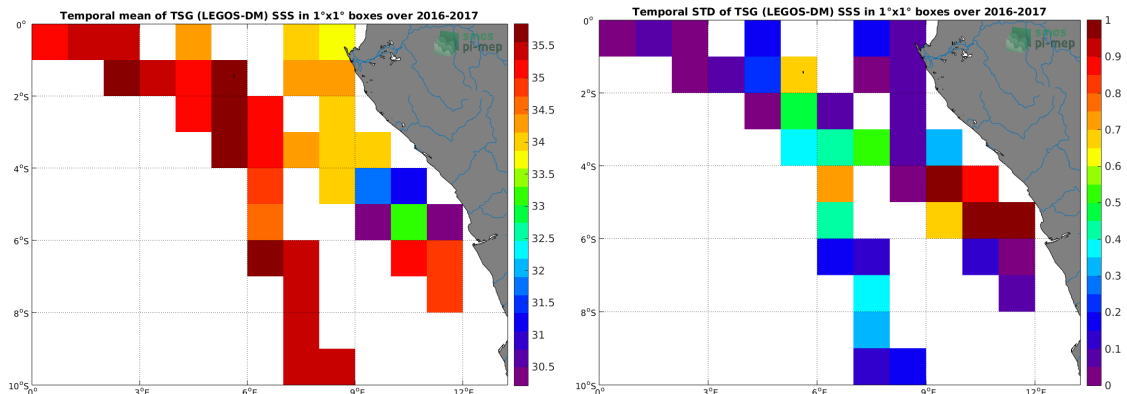 Temporal mean of TSG (LEGOS-DM) SSS in 1°x1° boxes over 2016-2017
0°
2°S
4°S
6°S
8°S
10°S
0°
3°E
6°E
9°E
12°E
smos
pi-mep
35.5
35
34.5
34
33.5
33
32.5
32
31.5
31
30.5
Temporal STD of TSG (LEGOS-DM) SSS in 1°x1° boxes over 2016-2017
0°
2°S
4°S
6°S
8°S
10°S
0°
3°E
6°E
9°E
12°E
smos
pi-mep
1
0.9
0.8
0.7
0.6
0.5
0.4
0.3
0.2
0.1
0